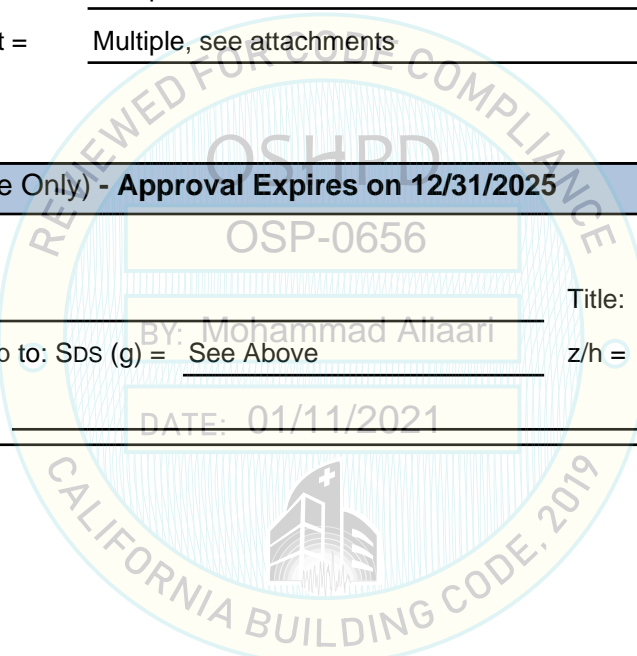 t =
Multiple, see attachments
REVIEWED FOR CODE COMPLIANCE
OSHPD
e Only) - Approval Expires on 12/31/2025
OSP-0656
Title:
BY: Mohammad Aliaari
o to: SDS (g) = See Above
z/h =
DATE: 01/11/2021
CALIFORNIA BUILDING CODE, 2019